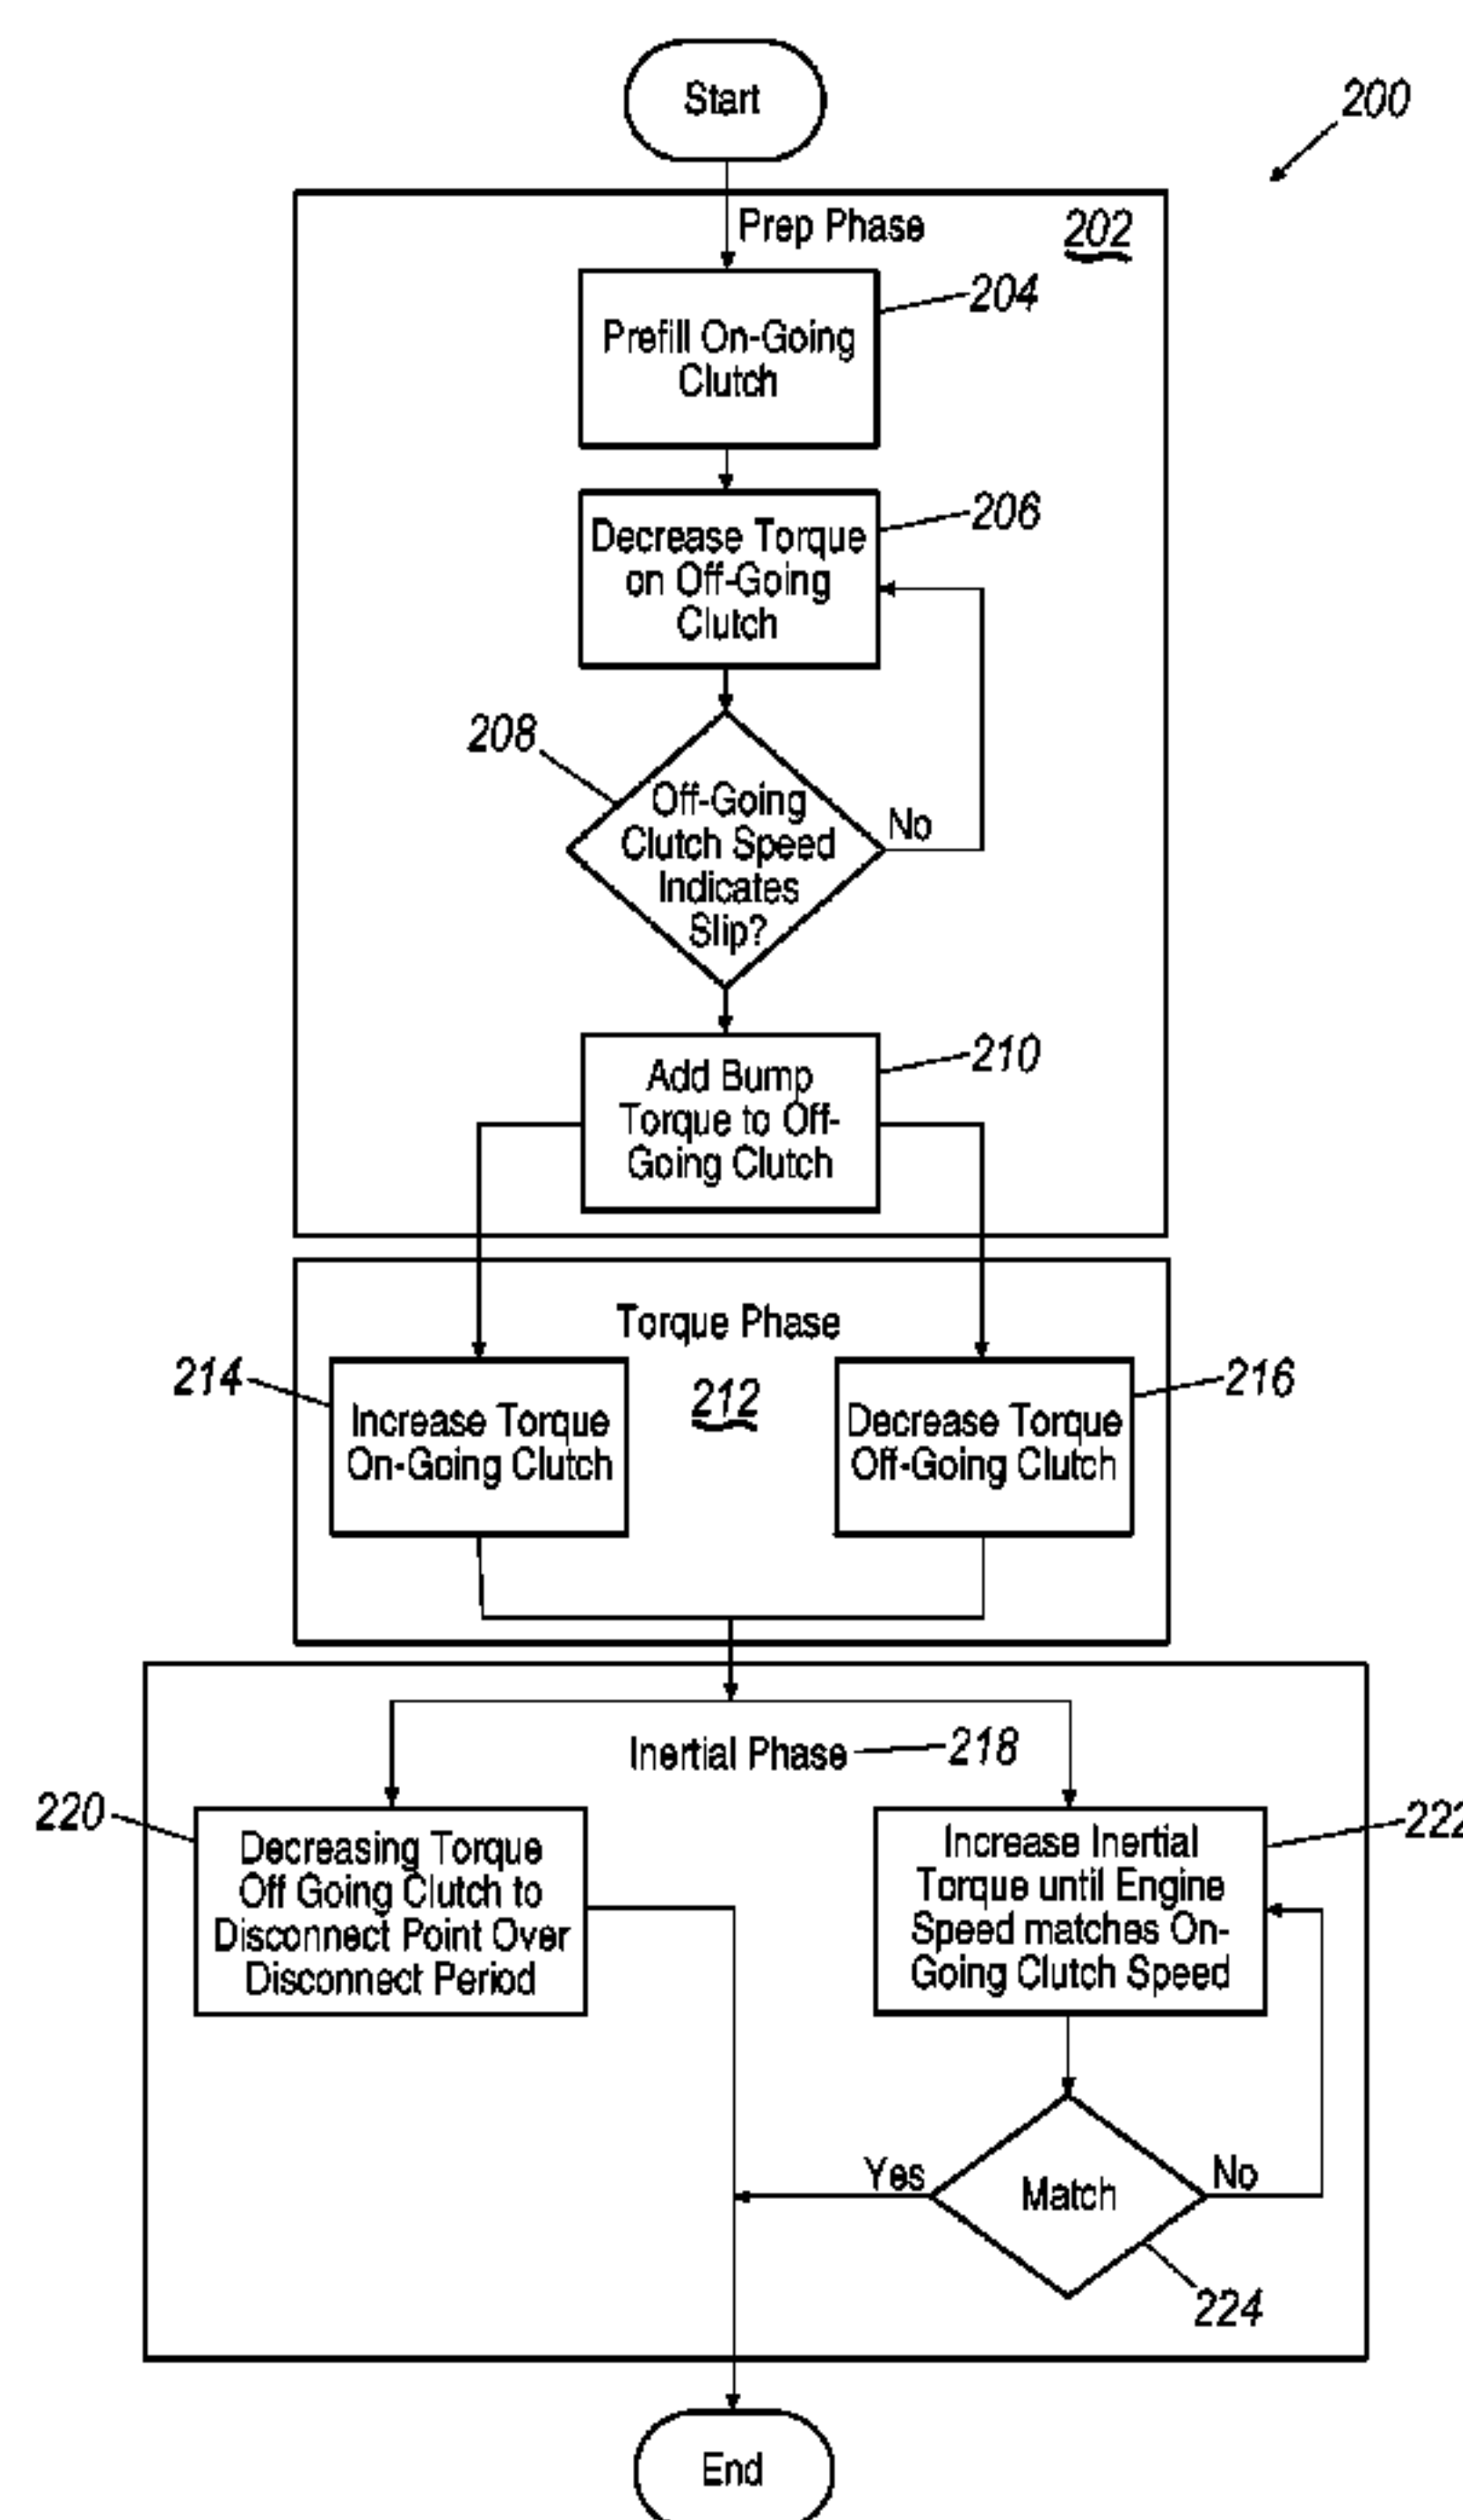 Start
200
Prep Phase
202
204
Prefill On-Going
Clutch
206
Decrease Torque
on Off-Going
Clutch
208
Off-Going
Clutch Speed
Indicates
Slip?
No
210
Add Bump
Torque to Off-
Going Clutch
Torque Phase
212
214
Increase Torque
On-Going Clutch
216
Decrease Torque
Off-Going Clutch
Inertial Phase
218
220
Decreasing Torque
Off Going Clutch to
Disconnect Point Over
Disconnect Period
222
Increase Inertial
Torque until Engine
Speed matches On-
Going Clutch Speed
Yes
Match
No
224
End